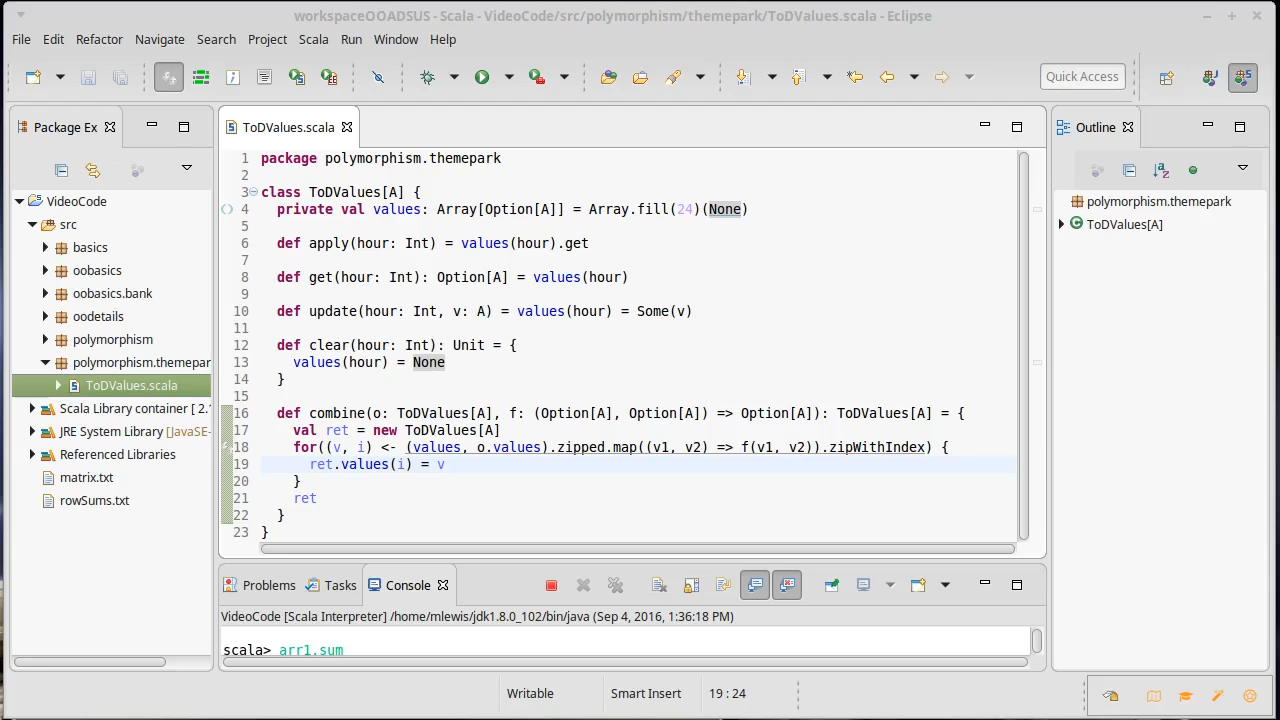 workspaceOOADSUS - Scala - VideoCode/src/polymorphism/themepark/ToDValues.scala - Eclipse
File Edit Refactor Navigate Search Project Scala Run Window Help
Quick Access
Package Ex
ToDValues.scala
Outline
VideoCode
src
basics
oobasics
oobasics.bank
oodetails
polymorphism
polymorphism.themepar
ToDValues.scala
Scala Library container [ 2.
JRE System Library [JavaSE-
Referenced Libraries
matrix.txt
rowSums.txt
1 package polymorphism.themepark
2
3 class ToDValues[A] {
4 private val values: Array[Option[A]] = Array.fill(24)(None)
5
6 def apply(hour: Int) = values(hour).get
7
8 def get(hour: Int): Option[A] = values(hour)
9
10 def update(hour: Int, v: A) = values(hour) = Some(v)
11
12 def clear(hour: Int): Unit = {
13 values(hour) = None
14 }
15
16 def combine(o: ToDValues[A], f: (Option[A], Option[A]) => Option[A]): ToDValues[A] = {
17 val ret = new ToDValues[A]
18 for((v, i) <- (values, o.values).zipped.map((v1, v2) => f(v1, v2)).zipWithIndex) {
19 ret.values(i) = v
20 }
21 ret
22 }
23 }
polymorphism.themepark
ToDValues[A]
Problems Tasks Console
VideoCode [Scala Interpreter] /home/mlewis/jdk1.8.0_102/bin/java (Sep 4, 2016, 1:36:18 PM)
scala> arr1.sum
Writable Smart Insert 19 : 24